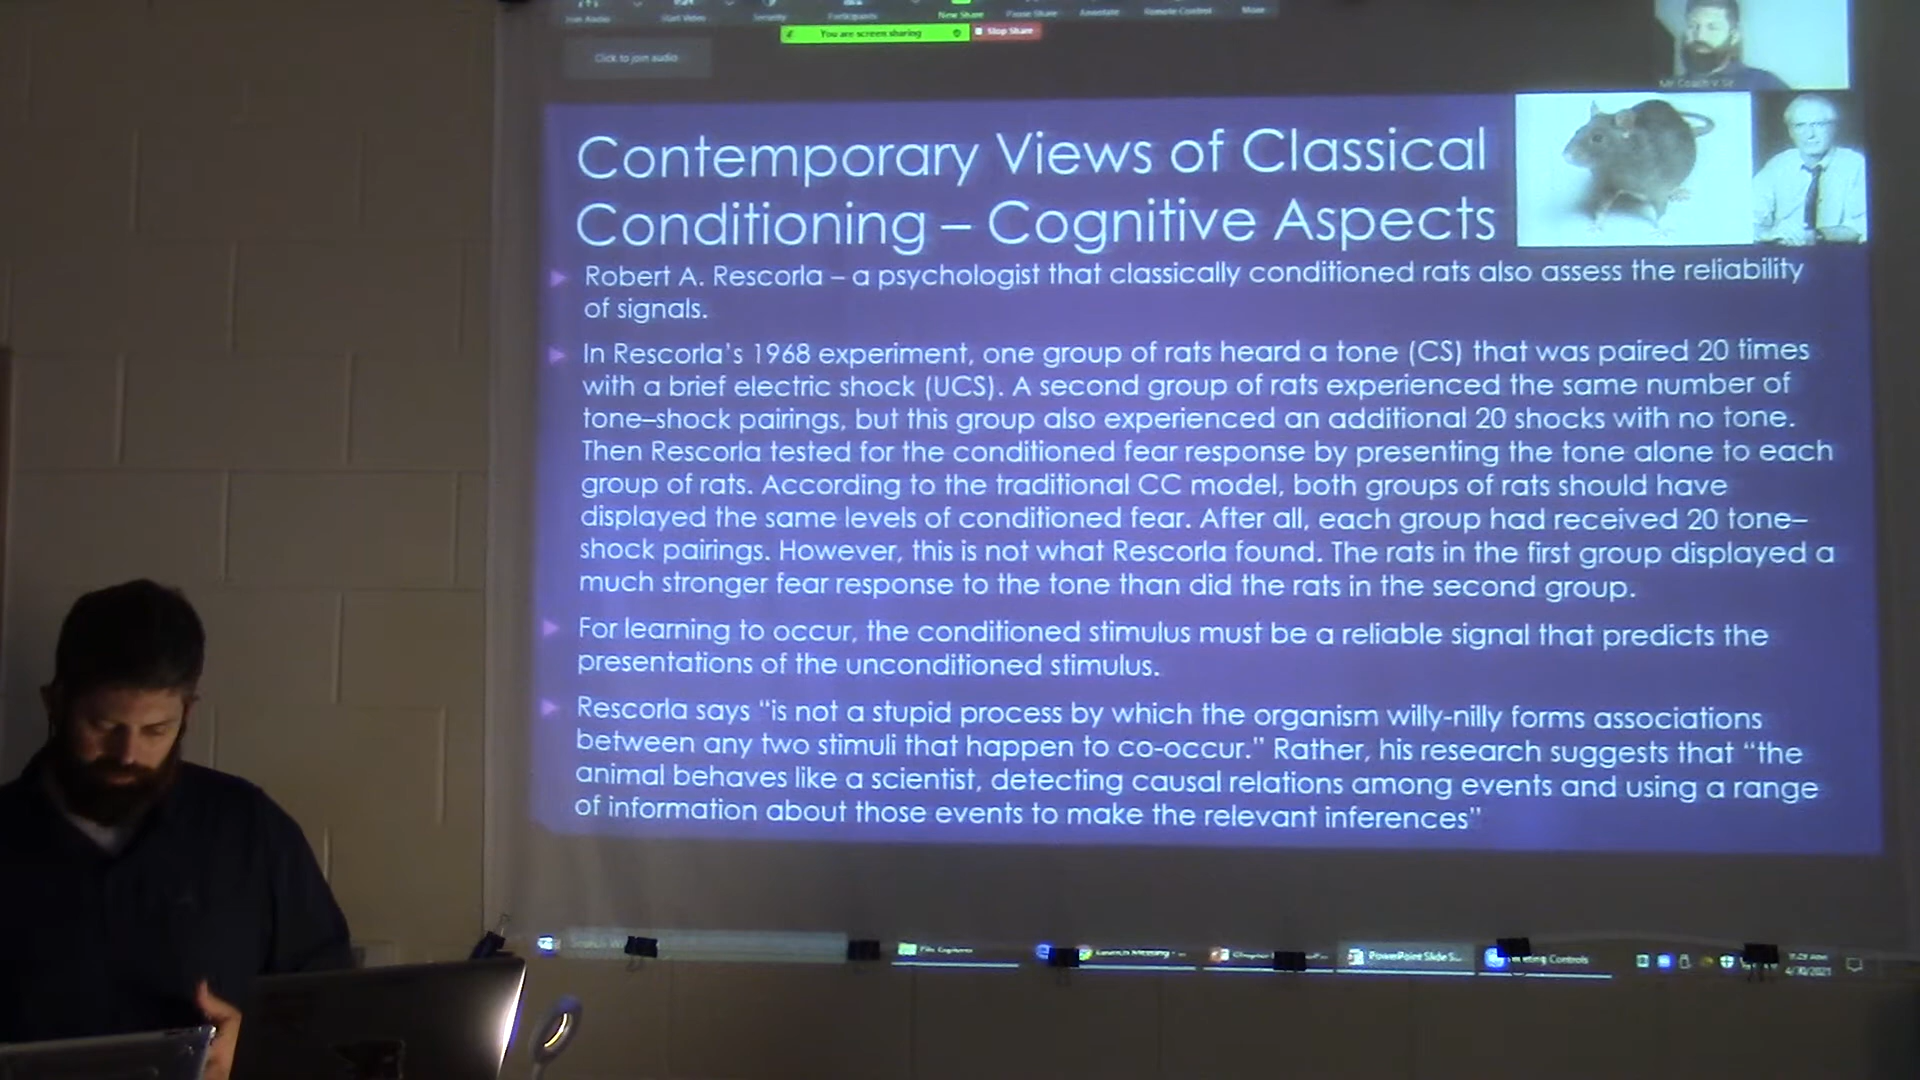 Join Audio Start Video Security Participants New Share Pause Share Annotate Remote Control More
You are screen sharing Stop Share
Click to join audio
Mr Coach V Sir
Contemporary Views of Classical
Conditioning – Cognitive Aspects
Robert A. Rescorla – a psychologist that classically conditioned rats also assess the reliability
of signals.
In Rescorla's 1968 experiment, one group of rats heard a tone (CS) that was paired 20 times
with a brief electric shock (UCS). A second group of rats experienced the same number of
tone–shock pairings, but this group also experienced an additional 20 shocks with no tone.
Then Rescorla tested for the conditioned fear response by presenting the tone alone to each
group of rats. According to the traditional CC model, both groups of rats should have
displayed the same levels of conditioned fear. After all, each group had received 20 tone–
shock pairings. However, this is not what Rescorla found. The rats in the first group displayed a
much stronger fear response to the tone than did the rats in the second group.
For learning to occur, the conditioned stimulus must be a reliable signal that predicts the
presentations of the unconditioned stimulus.
Rescorla says “is not a stupid process by which the organism willy-nilly forms associations
between any two stimuli that happen to co-occur.” Rather, his research suggests that “the
animal behaves like a scientist, detecting causal relations among events and using a range
of information about those events to make the relevant inferences”
File Explorer Launch Meeting - ... PowerPoint Slide S... Controls
4/30/2021